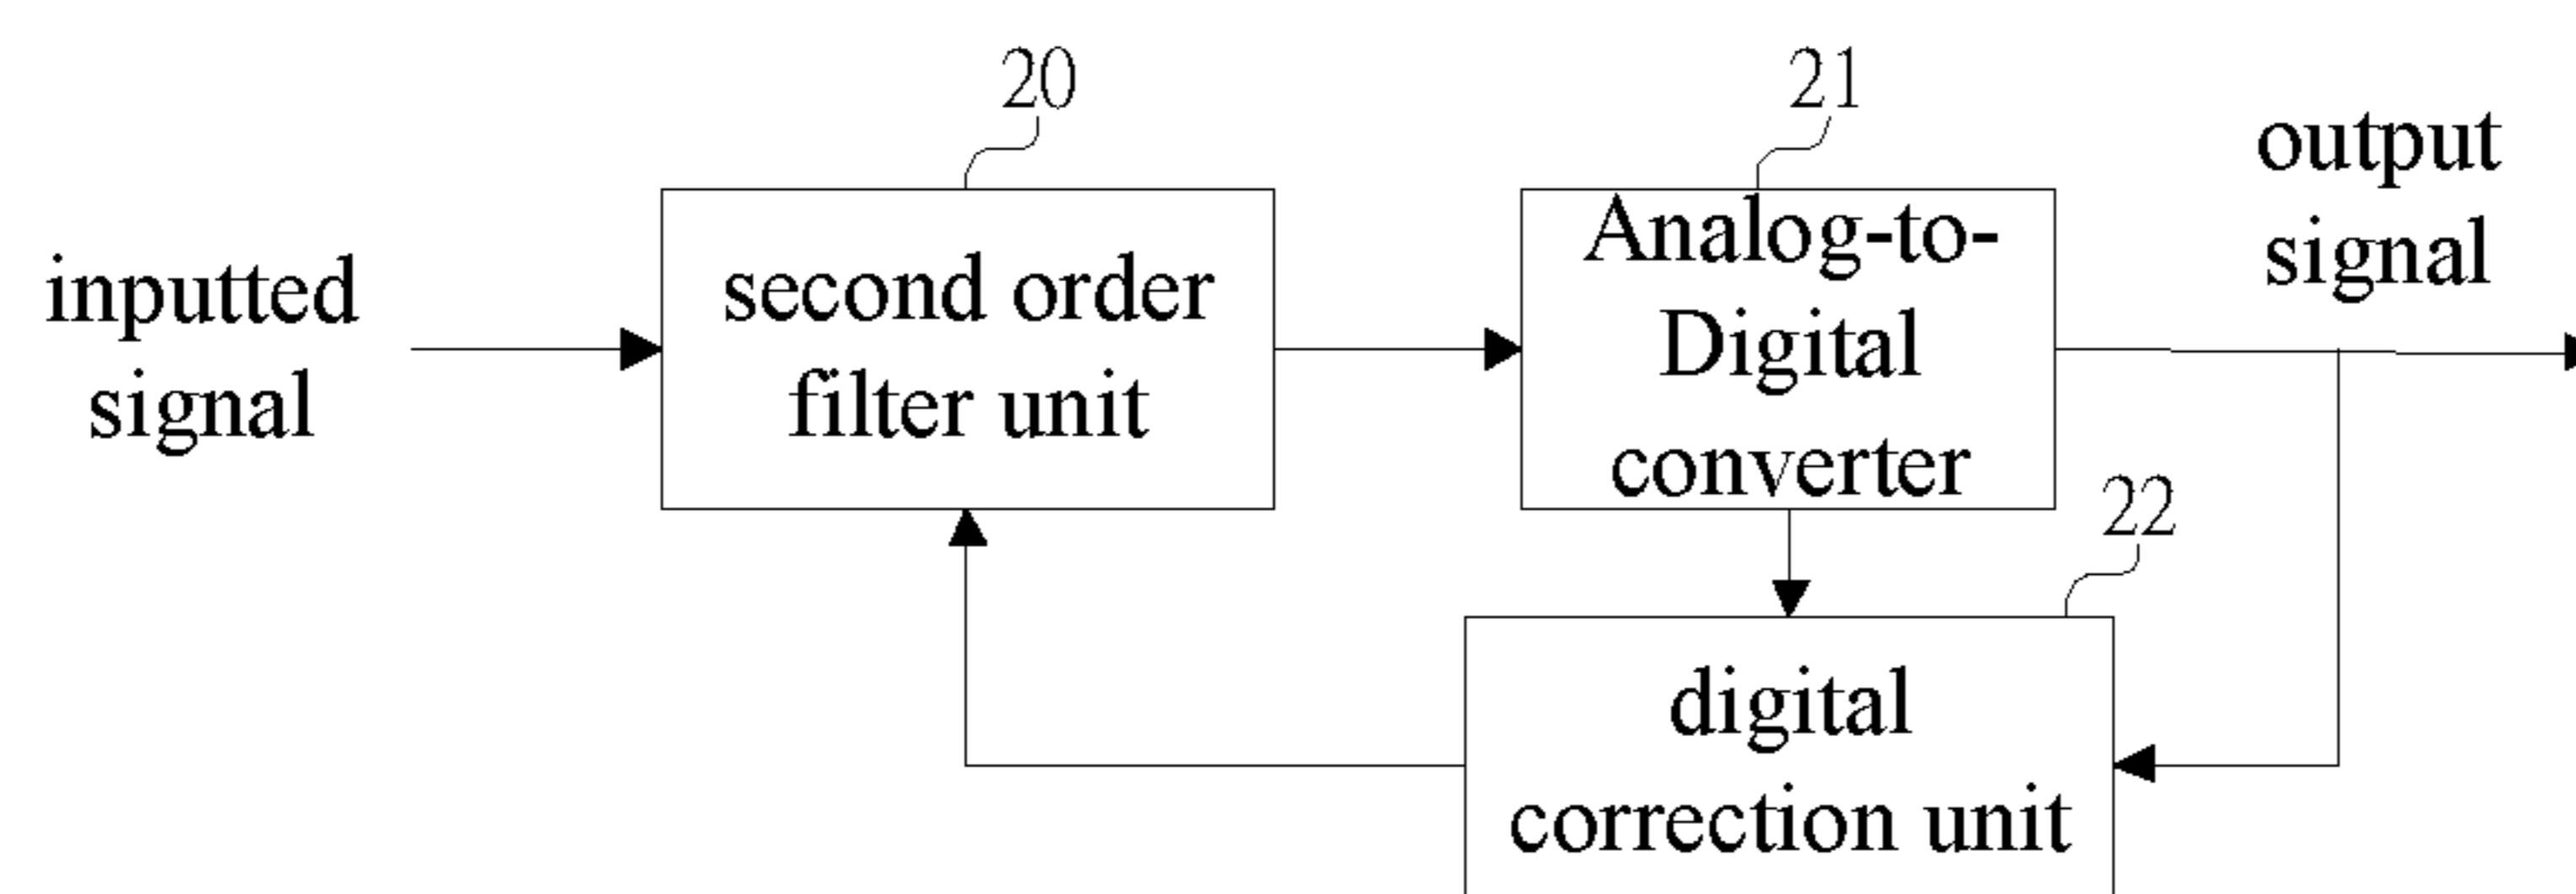 20
21
output
signal
inputted
signal
second order
filter unit
Analog-to-
Digital
converter
22
digital
correction unit